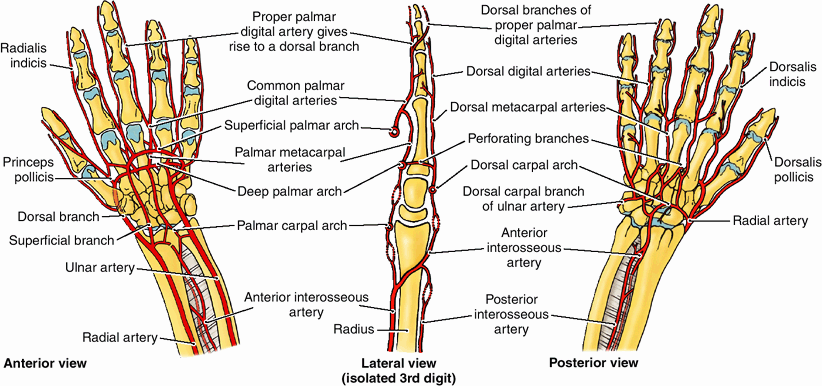 Proper palmar
digital artery gives
rise to a dorsal branch
Radialis
indicis
Common palmar
digital arteries
Superficial palmar arch
Palmar metacarpal
arteries
Princeps
pollicis
Deep palmar arch
Dorsal branch
Palmar carpal arch
Superficial branch
Ulnar artery
Anterior interosseous
artery
Radial artery
Radius
Anterior view
Lateral view
(isolated 3rd digit)
Dorsal branches of
proper palmar
digital arteries
Dorsal digital arteries
Dorsalis
indicis
Dorsal metacarpal arteries
Perforating branches
Dorsal carpal arch
Dorsalis
pollicis
Dorsal carpal branch
of ulnar artery
Radial artery
Anterior
interosseous
artery
Posterior
interosseous
artery
Posterior view